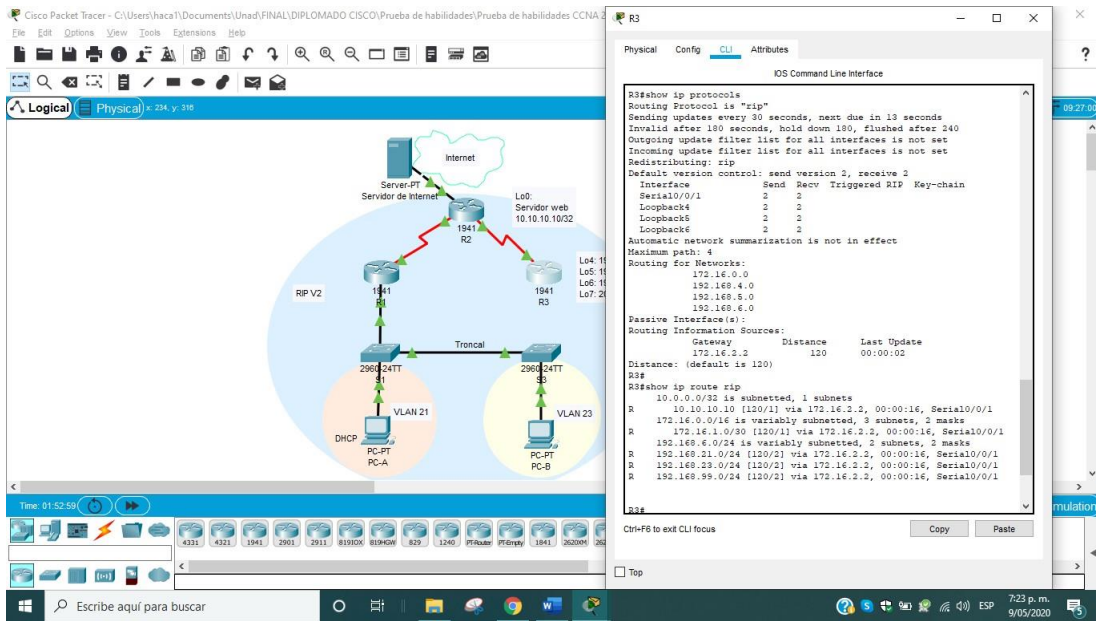 Cisco Packet Tracer - C:\Users\haca1\Documents\Unad\FINAL\DIPLOMADO CISCO\Prueba de habilidades\Prueba de habilidades CCNA 2
File Edit Options View Tools Extensions Help
Logical Physical x: 234, y: 316
09:27:00
Internet
Server-PT
Servidor de Internet
Lo0:
Servidor web
10.10.10.10/32
1941
R2
Lo4: 19
Lo5: 19
Lo6: 19
Lo7: 20
1941
R1
1941
R3
RIP V2
Troncal
2960-24TT
S1
2960-24TT
S3
VLAN 21
VLAN 23
DHCP
PC-PT
PC-A
PC-PT
PC-B
Time: 01:52:59
4331 4321 1941 2901 2911 819IOX 819HGW 829 1240 PT-Router PT-Empty 1841 2620XM 262
mulation
R3
Physical Config CLI Attributes
IOS Command Line Interface
R3#show ip protocols
Routing Protocol is "rip"
Sending updates every 30 seconds, next due in 13 seconds
Invalid after 180 seconds, hold down 180, flushed after 240
Outgoing update filter list for all interfaces is not set
Incoming update filter list for all interfaces is not set
Redistributing: rip
Default version control: send version 2, receive 2
Interface Send Recv Triggered RIP Key-chain
Serial0/0/1 2 2
Loopback4 2 2
Loopback5 2 2
Loopback6 2 2
Automatic network summarization is not in effect
Maximum path: 4
Routing for Networks:
172.16.0.0
192.168.4.0
192.168.5.0
192.168.6.0
Passive Interface(s):
Routing Information Sources:
Gateway Distance Last Update
172.16.2.2 120 00:00:02
Distance: (default is 120)
R3#
R3#show ip route rip
10.0.0.0/32 is subnetted, 1 subnets
R 10.10.10.10 [120/1] via 172.16.2.2, 00:00:16, Serial0/0/1
172.16.0.0/16 is variably subnetted, 3 subnets, 2 masks
R 172.16.1.0/30 [120/1] via 172.16.2.2, 00:00:16, Serial0/0/1
192.168.6.0/24 is variably subnetted, 2 subnets, 2 masks
R 192.168.21.0/24 [120/2] via 172.16.2.2, 00:00:16, Serial0/0/1
R 192.168.23.0/24 [120/2] via 172.16.2.2, 00:00:16, Serial0/0/1
R 192.168.99.0/24 [120/2] via 172.16.2.2, 00:00:16, Serial0/0/1
R3#
Ctrl+F6 to exit CLI focus
Copy Paste
Top
Escribe aquí para buscar
ESP
7:23 p. m.
9/05/2020